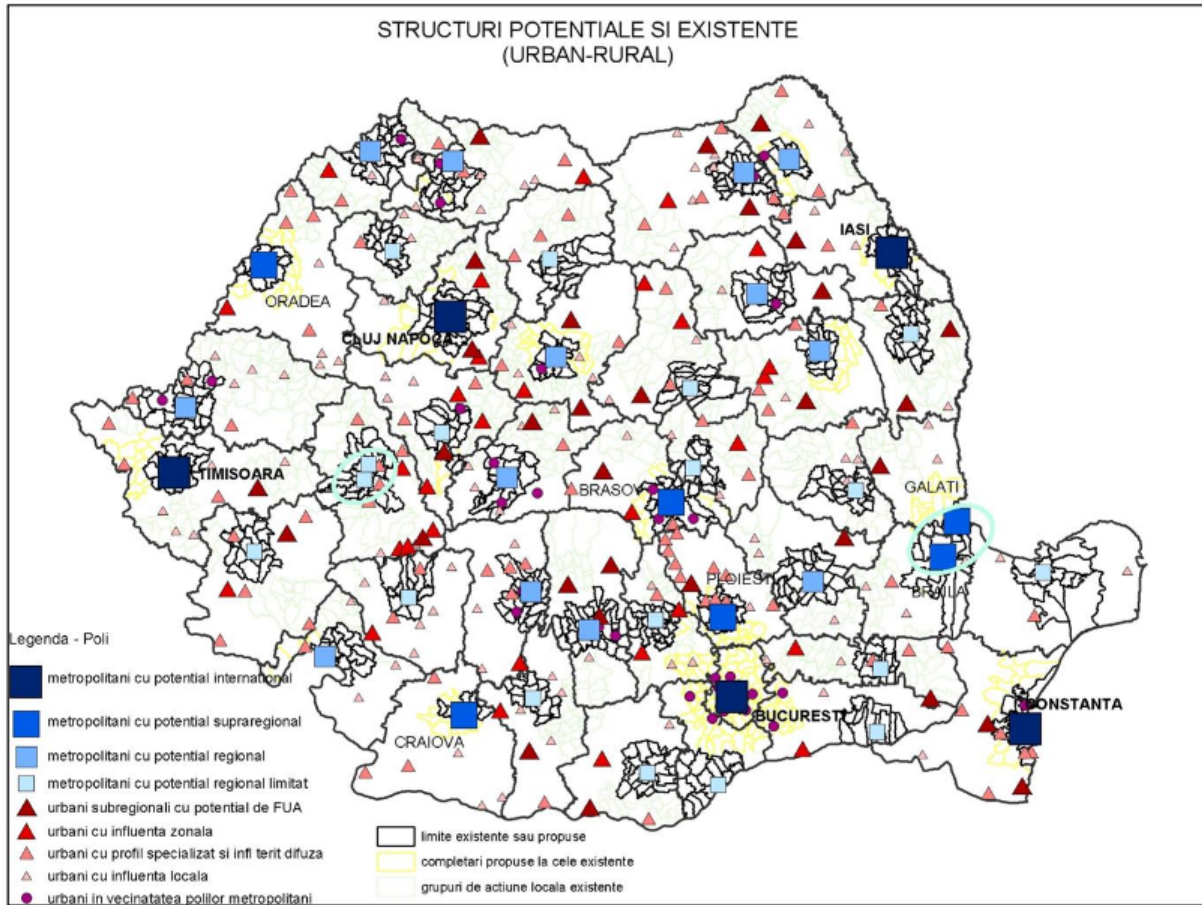 STRUCTURI POTENTIALE SI EXISTENTE
(URBAN-RURAL)
IASI
ORADEA
CLUJ NAPOCA
TIMISOARA
BRASOV
GALATI
PLOIESTI
BRAILA
CONSTANTA
BUCURESTI
CRAIOVA
Legenda - Poli
metropolitani cu potential international
metropolitani cu potential supraregional
metropolitani cu potential regional
metropolitani cu potential regional limitat
urbani subregionali cu potential de FUA
urbani cu influenta zonala
urbani cu profil specializat si infl terit difuza
urbani cu influenta locala
urbani in vecinatatea polilor metropolitani
limite existente sau propuse
completari propuse la cele existente
grupuri de actiune locala existente